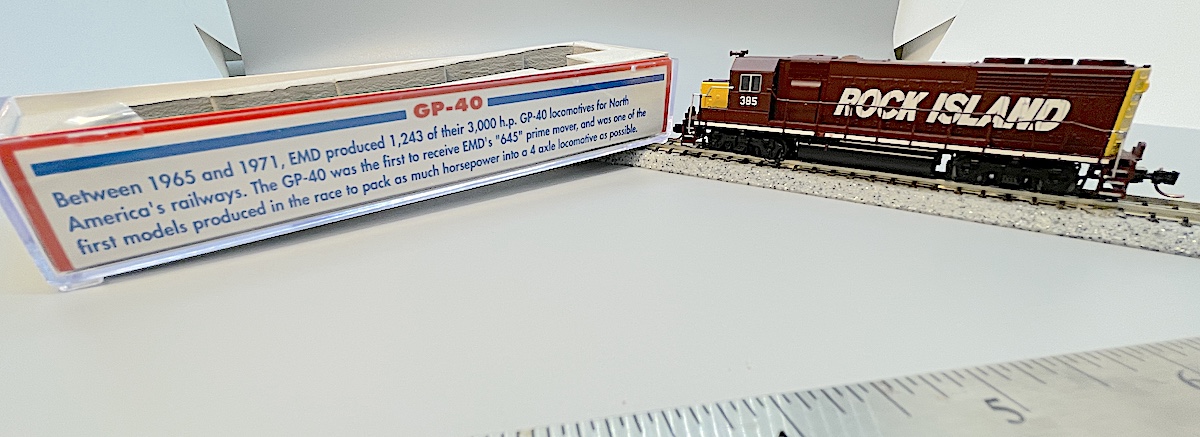 GP-40
Between 1965 and 1971, EMD produced 1,243 of their 3,000 h.p. GP-40 locomotives for North
America's railways. The GP-40 was the first to receive EMD's "645" prime mover, and was one of the
first models produced in the race to pack as much horsepower into a 4 axle locomotive as possible.
385
ROCK ISLAND
5
6